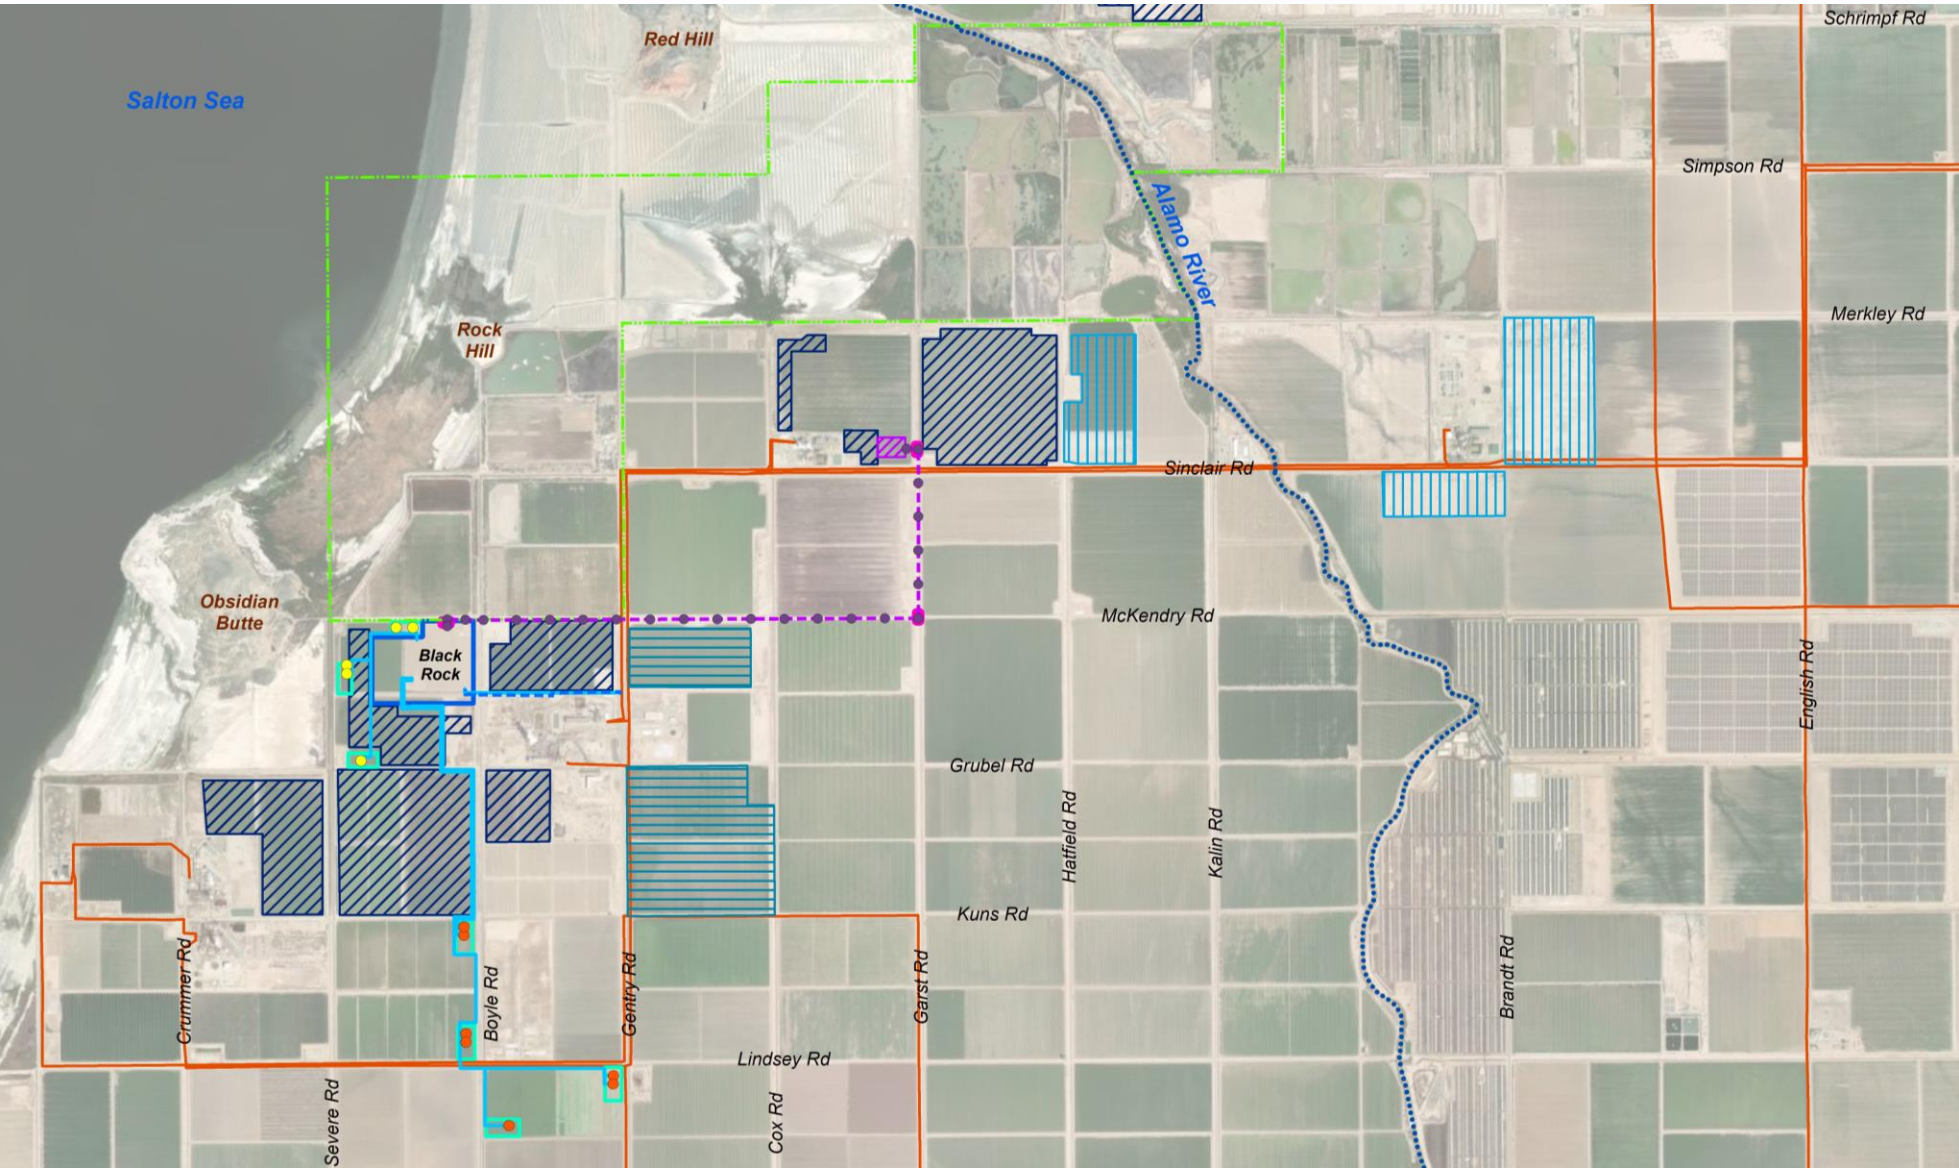 Schrimpf Rd
Red Hill
Salton Sea
Simpson Rd
Alamo River
Merkley Rd
Rock
Hill
Sinclair Rd
Obsidian
Butte
McKendry Rd
Black
Rock
English Rd
Grubel Rd
Hatfield Rd
Kalin Rd
Kuns Rd
Crummer Rd
Boyle Rd
Gentry Rd
Garst Rd
Brandt Rd
Lindsey Rd
Severe Rd
Cox Rd